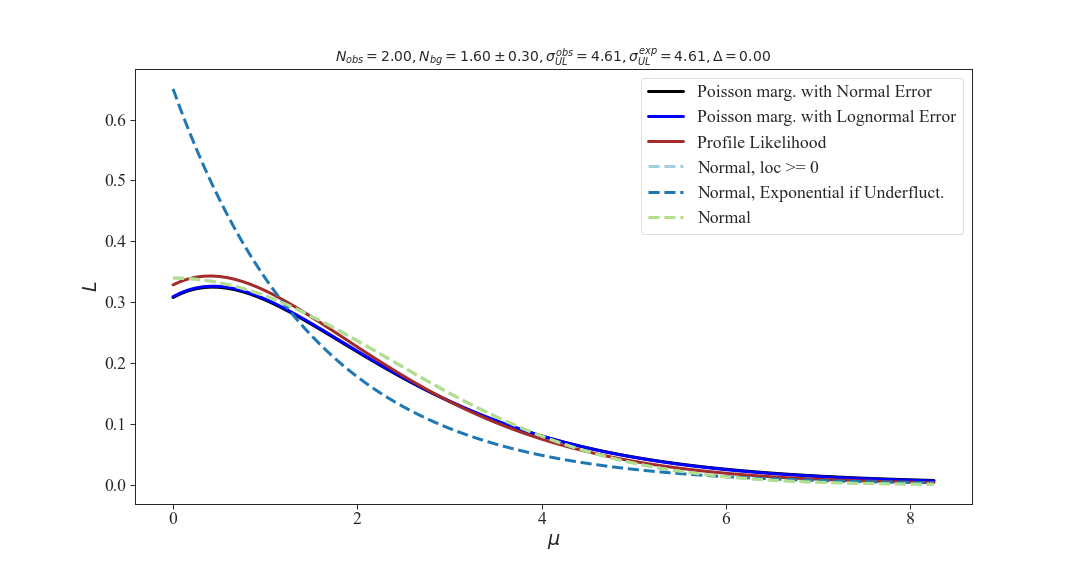 N_obs = 2.00, N_bg = 1.60 ± 0.30, σ_UL^obs = 4.61, σ_UL^exp = 4.61, Δ = 0.00
Poisson marg. with Normal Error
Poisson marg. with Lognormal Error
Profile Likelihood
Normal, loc >= 0
Normal, Exponential if Underfluct.
Normal
L
0.6
0.5
0.4
0.3
0.2
0.1
0.0
0 2 4 6 8
μ